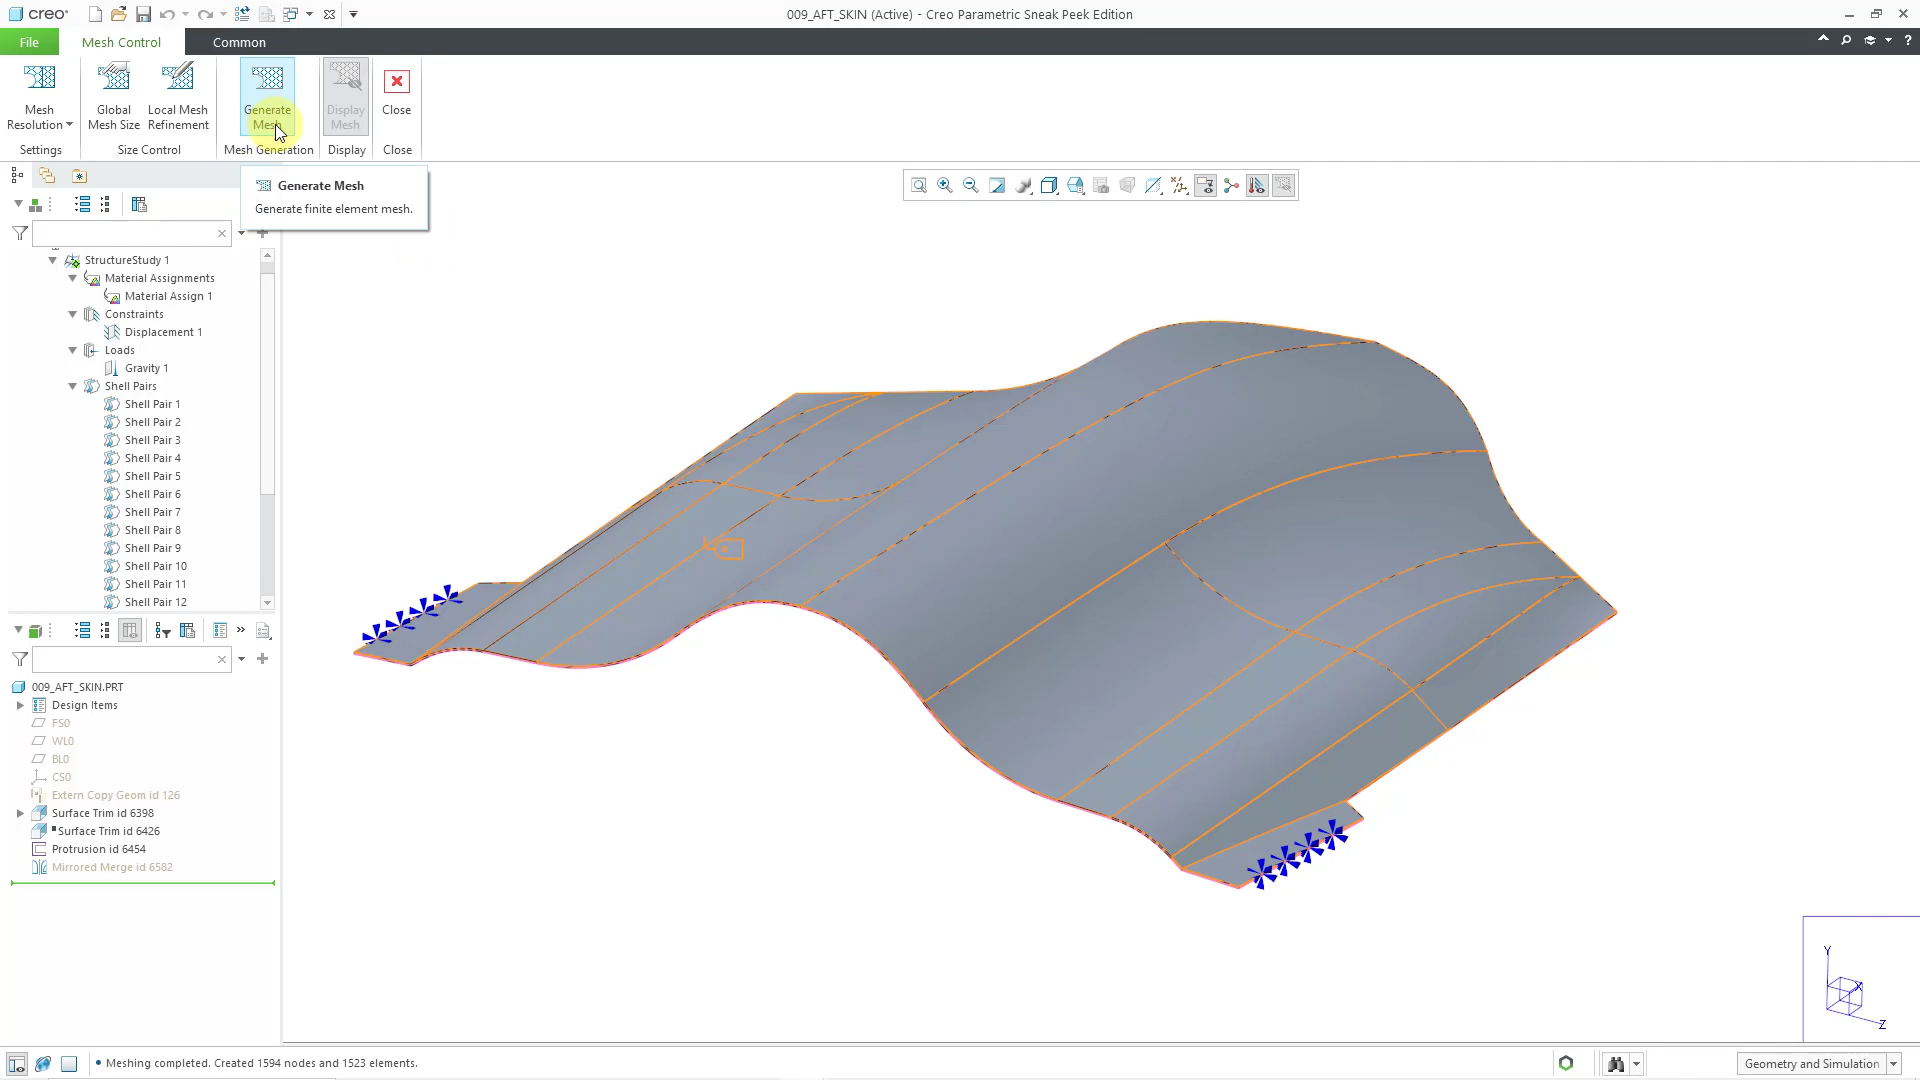 creo
009_AFT_SKIN (Active) - Creo Parametric Sneak Peek Edition
File
Mesh Control
Common
Mesh
Resolution
Global
Mesh Size
Local Mesh
Refinement
Generate
Mesh
Display
Mesh
Close
Settings
Size Control
Mesh Generation
Display
Close
Generate Mesh
Generate finite element mesh.
StructureStudy 1
Material Assignments
Material Assign 1
Constraints
Displacement 1
Loads
Gravity 1
Shell Pairs
Shell Pair 1
Shell Pair 2
Shell Pair 3
Shell Pair 4
Shell Pair 5
Shell Pair 6
Shell Pair 7
Shell Pair 8
Shell Pair 9
Shell Pair 10
Shell Pair 11
Shell Pair 12
009_AFT_SKIN.PRT
Design Items
FS0
WL0
BL0
CS0
Extern Copy Geom id 126
Surface Trim id 6398
Surface Trim id 6426
Protrusion id 6454
Mirrored Merge id 6582
Y
X
Z
Meshing completed. Created 1594 nodes and 1523 elements.
Geometry and Simulation